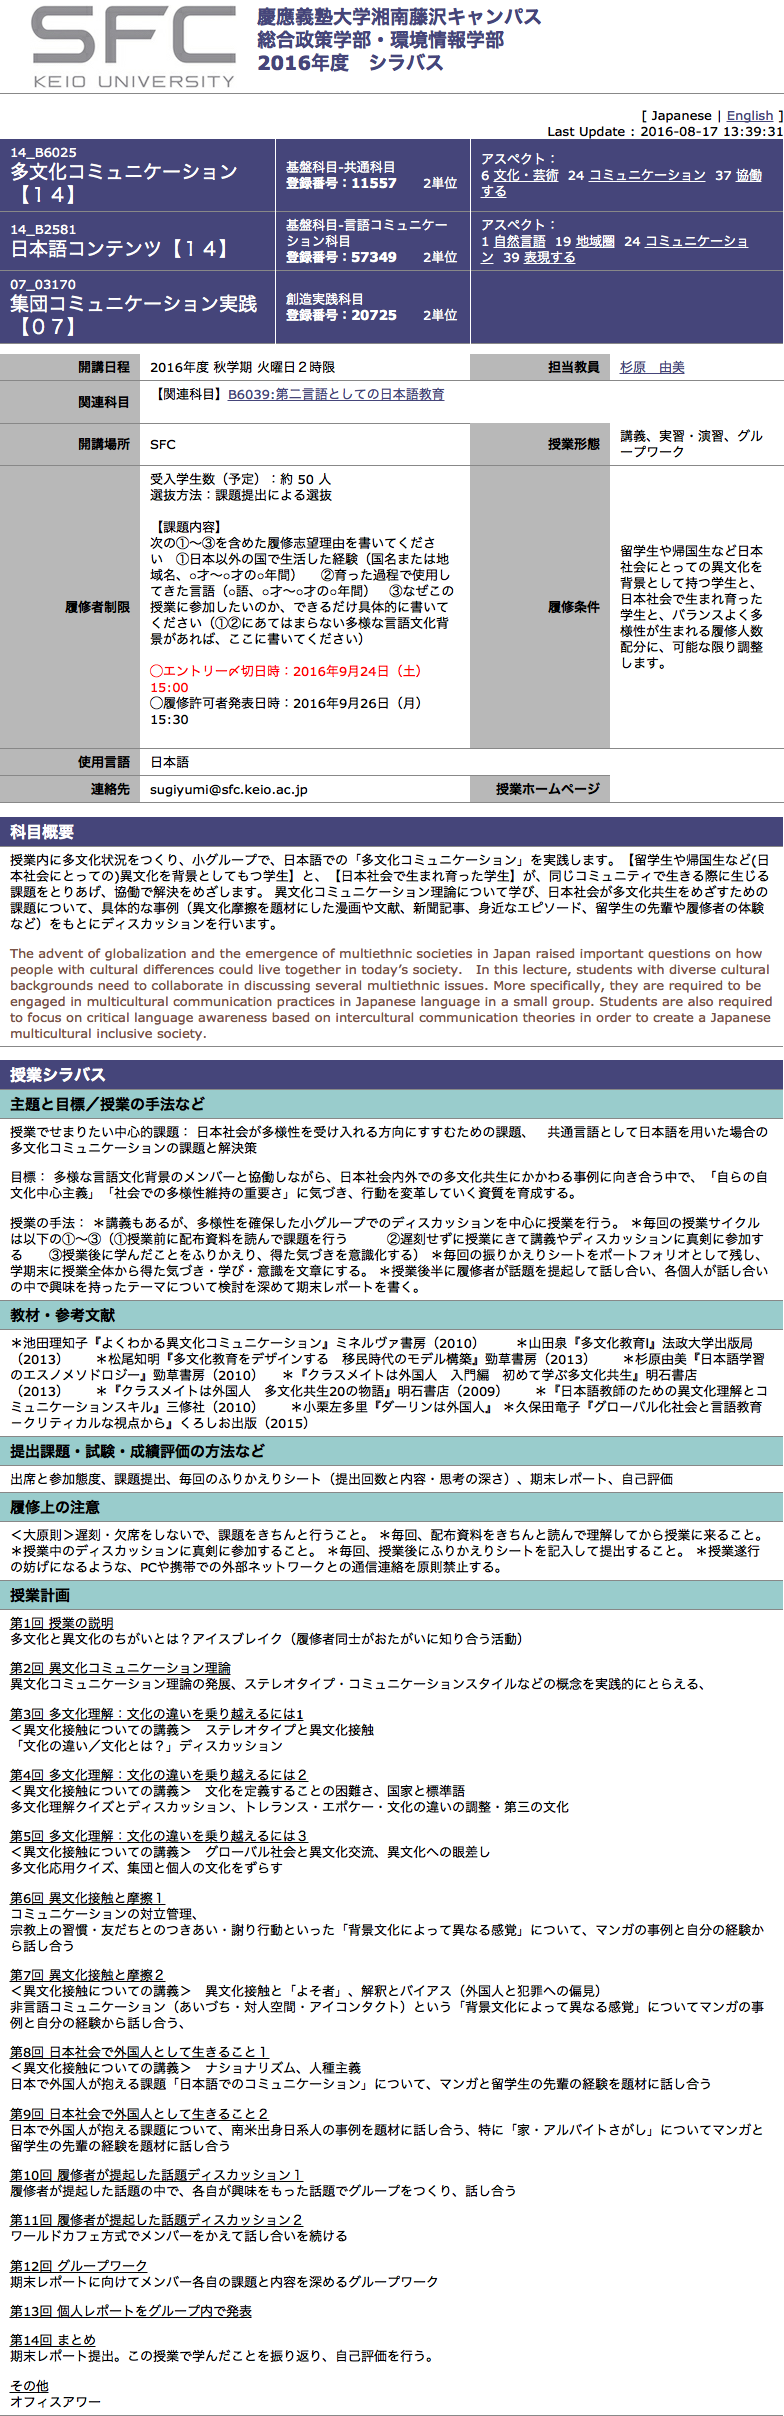 SFC
KEIO UNIVERSITY
慶應義塾大学湘南藤沢キャンパス
総合政策学部・環境情報学部
2016年度　シラバス
[ Japanese | English ]
Last Update : 2016-08-17 13:39:31
14_B6025
多文化コミュニケーション
【１４】
基盤科目-共通科目
登録番号：11557　　2単位
アスペクト：
6 文化・芸術  24 コミュニケーション  37 協働
する
14_B2581
日本語コンテンツ【１４】
基盤科目-言語コミュニケー
ション科目
登録番号：57349　　2単位
アスペクト：
1 自然言語  19 地域圏  24 コミュニケーショ
ン  39 表現する
07_03170
集団コミュニケーション実践
【０７】
創造実践科目
登録番号：20725　　2単位
開講日程
2016年度 秋学期 火曜日２時限
担当教員
杉原　由美
関連科目
【関連科目】B6039:第二言語としての日本語教育
開講場所
SFC
授業形態
講義、実習・演習、グル
ープワーク
履修者制限
受入学生数（予定）：約 50 人
選抜方法：課題提出による選抜
【課題内容】
次の①〜③を含めた履修志望理由を書いてくださ
い　①日本以外の国で生活した経験（国名または地
域名、○才〜○才の○年間）　　②育った過程で使用し
てきた言語（○語、○才〜○才の○年間）　③なぜこの
授業に参加したいのか、できるだけ具体的に書いて
ください（①②にあてはまらない多様な言語文化背
景があれば、ここに書いてください）
◯エントリー〆切日時：2016年9月24日（土）
15:00
◯履修許可者発表日時：2016年9月26日（月）
15:30
履修条件
留学生や帰国生など日本
社会にとっての異文化を
背景として持つ学生と、
日本社会で生まれ育った
学生と、バランスよく多
様性が生まれる履修人数
配分に、可能な限り調整
します。
使用言語
日本語
連絡先
sugiyumi@sfc.keio.ac.jp
授業ホームページ
科目概要
授業内に多文化状況をつくり、小グループで、日本語での「多文化コミュニケーション」を実践します。【留学生や帰国生など(日
本社会にとっての)異文化を背景としてもつ学生】と、【日本社会で生まれ育った学生】が、同じコミュニティで生きる際に生じる
課題をとりあげ、協働で解決をめざします。 異文化コミュニケーション理論について学び、日本社会が多文化共生をめざすための
課題について、具体的な事例（異文化摩擦を題材にした漫画や文献、新聞記事、身近なエピソード、留学生の先輩や履修者の体験
など）をもとにディスカッションを行います。
The advent of globalization and the emergence of multiethnic societies in Japan raised important questions on how
people with cultural differences could live together in today’s society.　In this lecture, students with diverse cultural
backgrounds need to collaborate in discussing several multiethnic issues. More specifically, they are required to be
engaged in multicultural communication practices in Japanese language in a small group. Students are also required
to focus on critical language awareness based on intercultural communication theories in order to create a Japanese
multicultural inclusive society.
授業シラバス
主題と目標／授業の手法など
授業でせまりたい中心的課題： 日本社会が多様性を受け入れる方向にすすむための課題、　共通言語として日本語を用いた場合の
多文化コミュニケーションの課題と解決策
目標： 多様な言語文化背景のメンバーと協働しながら、日本社会内外での多文化共生にかかわる事例に向き合う中で、「自らの自
文化中心主義」「社会での多様性維持の重要さ」に気づき、行動を変革していく資質を育成する。
授業の手法： ＊講義もあるが、多様性を確保した小グループでのディスカッションを中心に授業を行う。 ＊毎回の授業サイクル
は以下の①〜③（①授業前に配布資料を読んで課題を行う　　　②遅刻せずに授業にきて講義やディスカッションに真剣に参加す
る　　③授業後に学んだことをふりかえり、得た気づきを意識化する） ＊毎回の振りかえりシートをポートフォリオとして残し、
学期末に授業全体から得た気づき・学び・意識を文章にする。 ＊授業後半に履修者が話題を提起して話し合い、各個人が話し合い
の中で興味を持ったテーマについて検討を深めて期末レポートを書く。
教材・参考文献
＊池田理知子『よくわかる異文化コミュニケーション』ミネルヴァ書房（2010）　　　＊山田泉『多文化教育Ⅰ』法政大学出版局
（2013）　　＊松尾知明『多文化教育をデザインする　移民時代のモデル構築』勁草書房（2013）　　＊杉原由美『日本語学習
のエスノメソドロジー』勁草書房（2010）　＊『クラスメイトは外国人　入門編　初めて学ぶ多文化共生』明石書店
（2013）　　＊『クラスメイトは外国人　多文化共生20の物語』明石書店（2009）　　＊『日本語教師のための異文化理解とコ
ミュニケーションスキル』三修社（2010）　　＊小栗左多里『ダーリンは外国人』 ＊久保田竜子『グローバル化社会と言語教育
－クリティカルな視点から』くろしお出版（2015）
提出課題・試験・成績評価の方法など
出席と参加態度、課題提出、毎回のふりかえりシート（提出回数と内容・思考の深さ）、期末レポート、自己評価
履修上の注意
＜大原則＞遅刻・欠席をしないで、課題をきちんと行うこと。 ＊毎回、配布資料をきちんと読んで理解してから授業に来ること。
＊授業中のディスカッションに真剣に参加すること。 ＊毎回、授業後にふりかえりシートを記入して提出すること。 ＊授業遂行
の妨げになるような、PCや携帯での外部ネットワークとの通信連絡を原則禁止する。
授業計画
第1回 授業の説明
多文化と異文化のちがいとは？アイスブレイク（履修者同士がおたがいに知り合う活動）
第2回 異文化コミュニケーション理論
異文化コミュニケーション理論の発展、ステレオタイプ・コミュニケーションスタイルなどの概念を実践的にとらえる、
第3回 多文化理解：文化の違いを乗り越えるには1
＜異文化接触についての講義＞　ステレオタイプと異文化接触
「文化の違い／文化とは？」ディスカッション
第4回 多文化理解：文化の違いを乗り越えるには２
＜異文化接触についての講義＞　文化を定義することの困難さ、国家と標準語
多文化理解クイズとディスカッション、トレランス・エポケー・文化の違いの調整・第三の文化
第5回 多文化理解：文化の違いを乗り越えるには３
＜異文化接触についての講義＞　グローバル社会と異文化交流、異文化への眼差し
多文化応用クイズ、集団と個人の文化をずらす
第6回 異文化接触と摩擦１
コミュニケーションの対立管理、
宗教上の習慣・友だちとのつきあい・謝り行動といった「背景文化によって異なる感覚」について、マンガの事例と自分の経験か
ら話し合う
第7回 異文化接触と摩擦２
＜異文化接触についての講義＞　異文化接触と「よそ者」、解釈とバイアス（外国人と犯罪への偏見）
非言語コミュニケーション（あいづち・対人空間・アイコンタクト）という「背景文化によって異なる感覚」についてマンガの事
例と自分の経験から話し合う、
第8回 日本社会で外国人として生きること１
＜異文化接触についての講義＞　ナショナリズム、人種主義
日本で外国人が抱える課題「日本語でのコミュニケーション」について、マンガと留学生の先輩の経験を題材に話し合う
第9回 日本社会で外国人として生きること２
日本で外国人が抱える課題について、南米出身日系人の事例を題材に話し合う、特に「家・アルバイトさがし」についてマンガと
留学生の先輩の経験を題材に話し合う
第10回 履修者が提起した話題ディスカッション１
履修者が提起した話題の中で、各自が興味をもった話題でグループをつくり、話し合う
第11回 履修者が提起した話題ディスカッション２
ワールドカフェ方式でメンバーをかえて話し合いを続ける
第12回 グループワーク
期末レポートに向けてメンバー各自の課題と内容を深めるグループワーク
第13回 個人レポートをグループ内で発表
第14回 まとめ
期末レポート提出。この授業で学んだことを振り返り、自己評価を行う。
その他
オフィスアワー